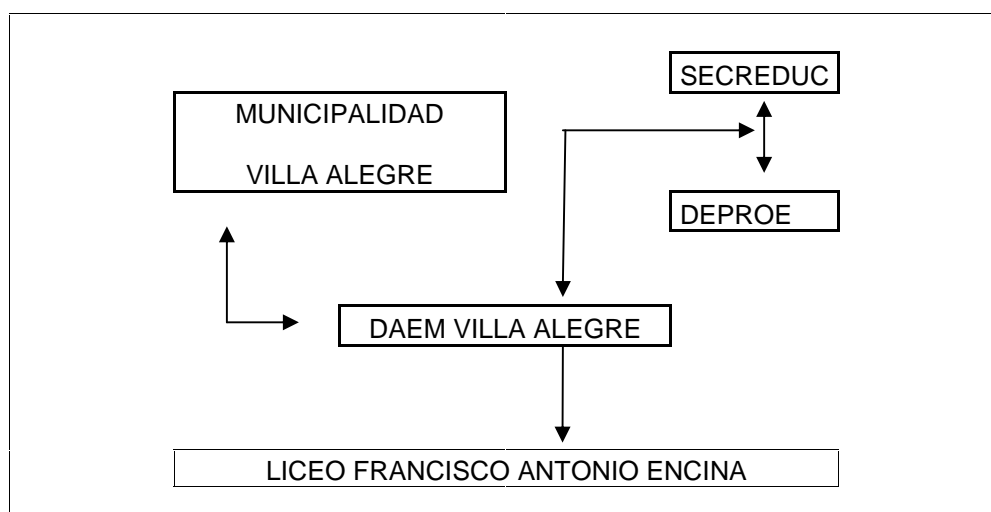 SECREDUC
MUNICIPALIDAD
VILLA ALEGRE
DEPROE
DAEM VILLA ALEGRE
LICEO FRANCISCO ANTONIO ENCINA